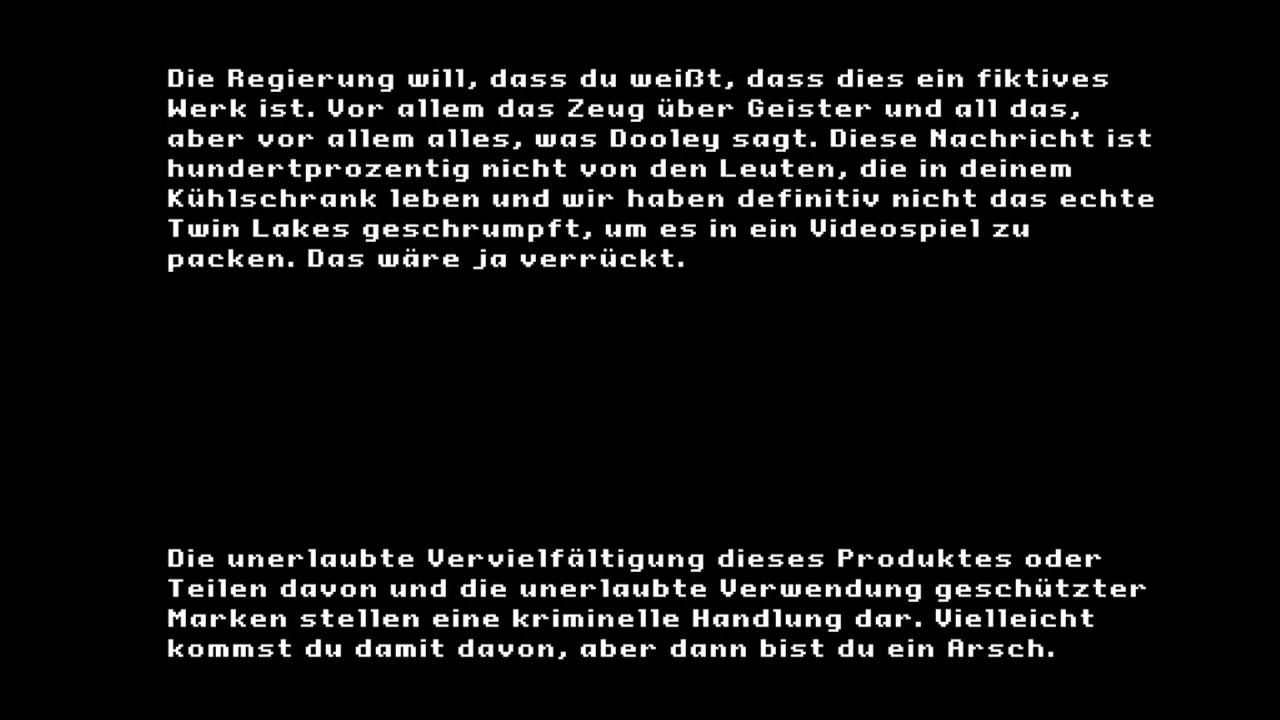 Die Regierung will, dass du weißt, dass dies ein fiktives
Werk ist. Vor allem das Zeug über Geister und all das,
aber vor allem alles, was Dooley sagt. Diese Nachricht ist
hundertprozentig nicht von den Leuten, die in deinem
Kühlschrank leben und wir haben definitiv nicht das echte
Twin Lakes geschrumpft, um es in ein Videospiel zu
packen. Das wäre ja verrückt.
Die unerlaubte Vervielfältigung dieses Produktes oder
Teilen davon und die unerlaubte Verwendung geschützter
Marken stellen eine kriminelle Handlung dar. Vielleicht
kommst du damit davon, aber dann bist du ein Arsch.